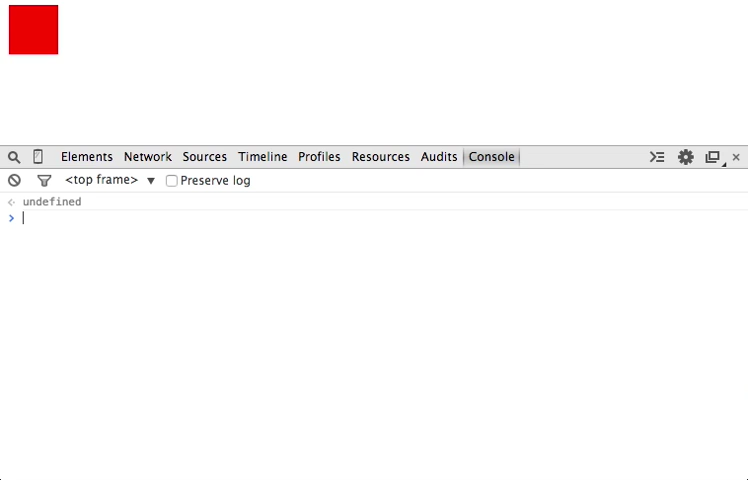 Elements Network Sources Timeline Profiles Resources Audits Console
<top frame> Preserve log
undefined